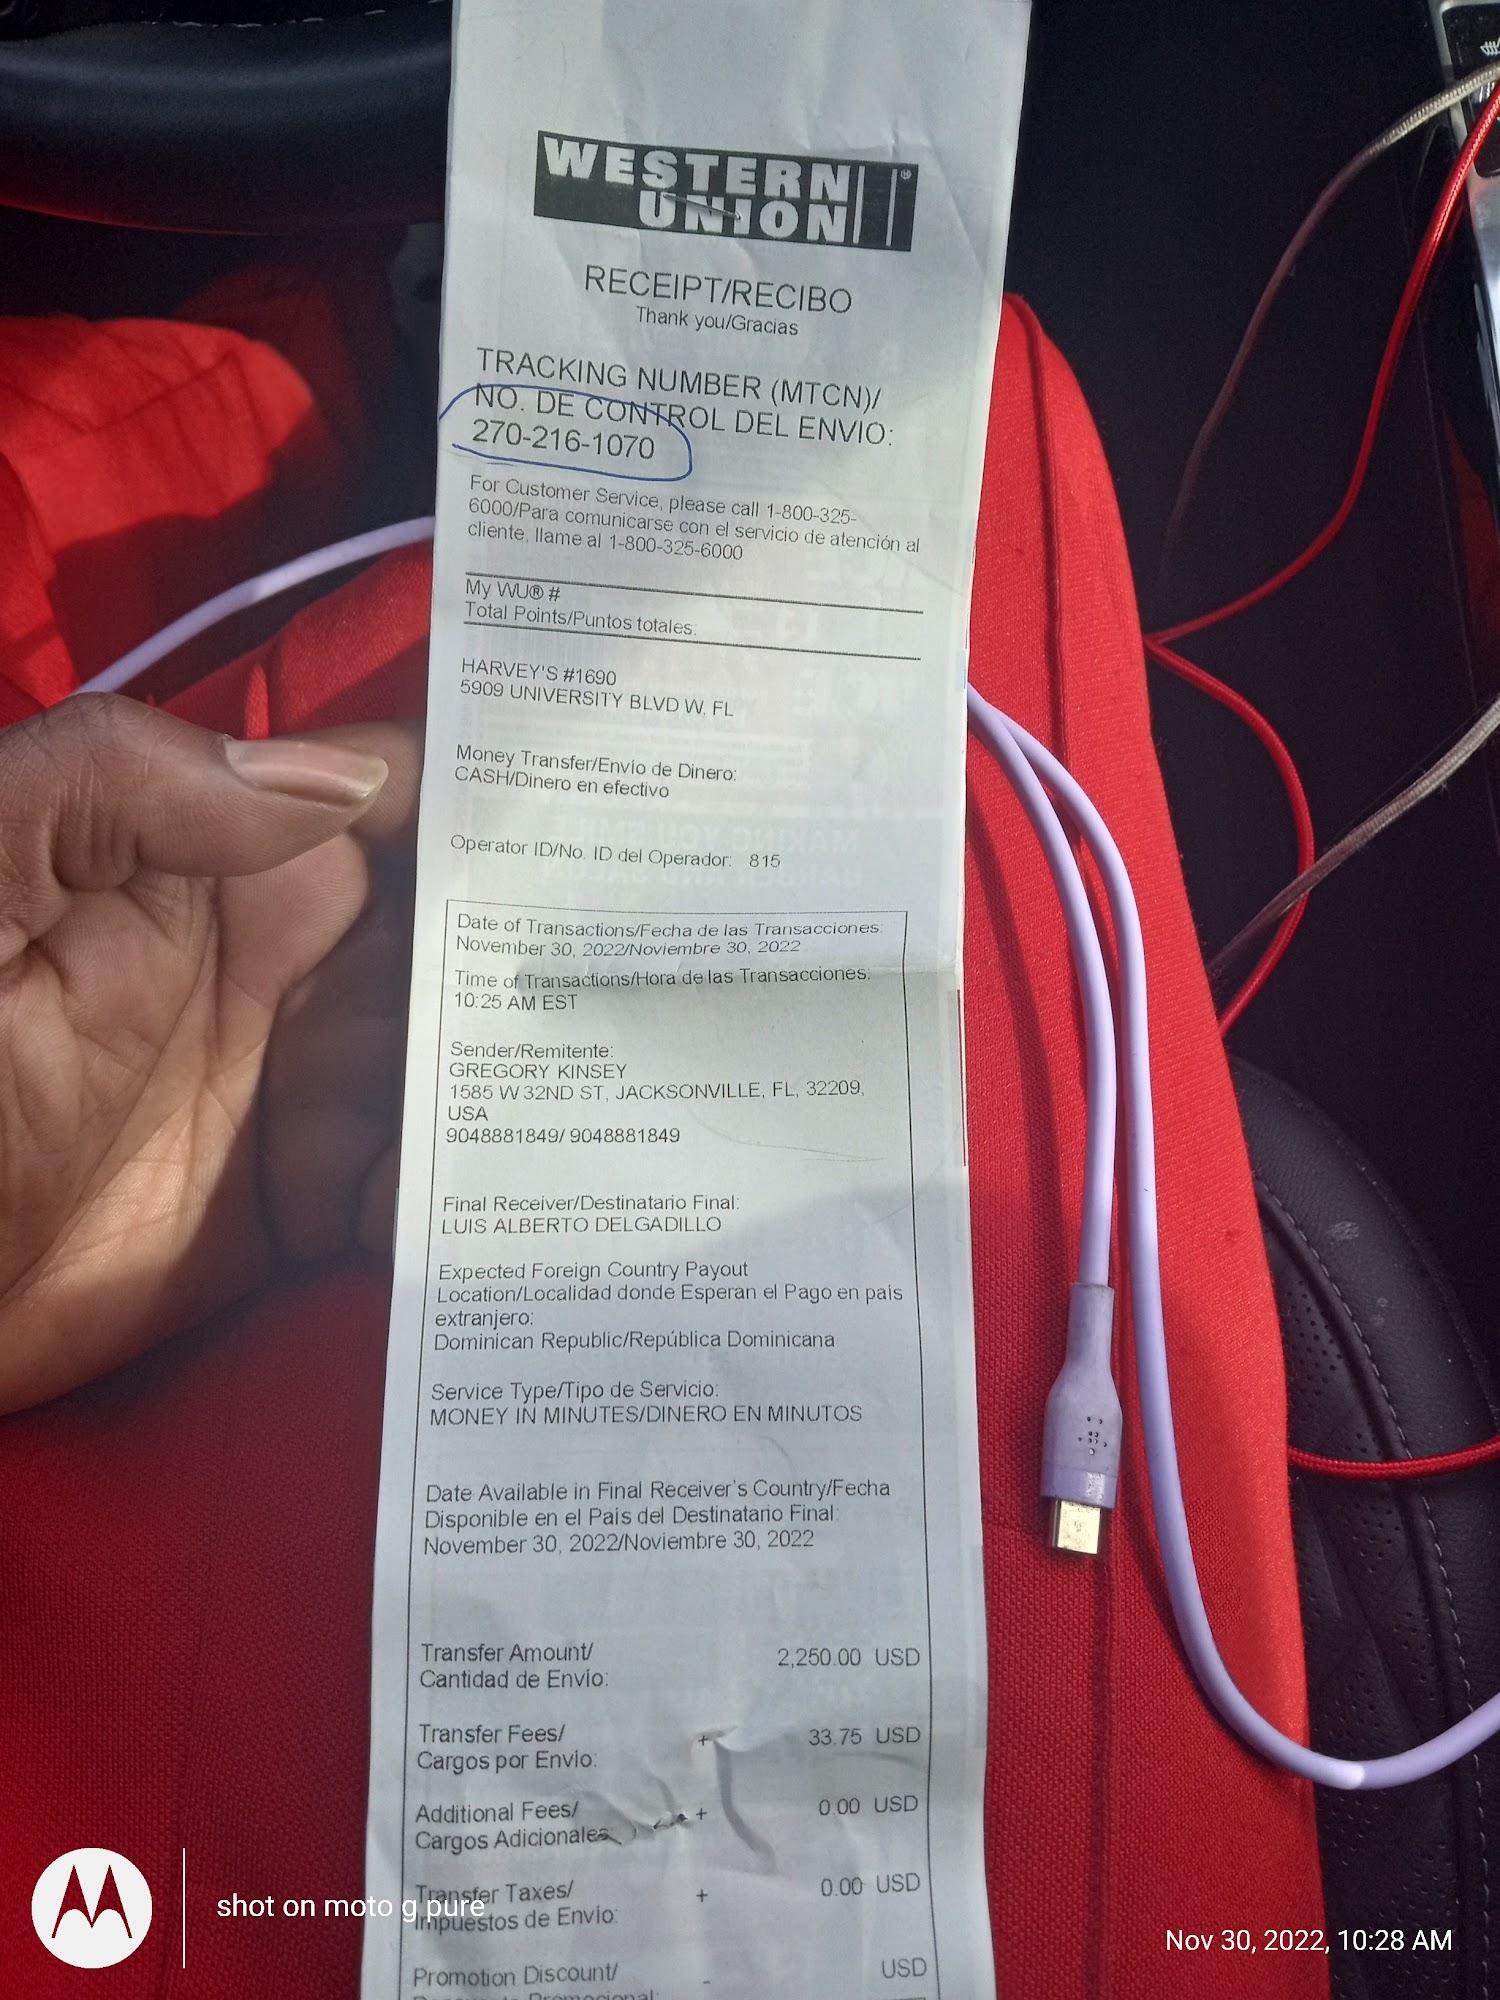 WESTERN
UNION
RECEIPT/RECIBO
Thank you/Gracias
TRACKING NUMBER (MTCN)/
NO. DE CONTROL DEL ENVIO:
270-216-1070
For Customer Service, please call 1-800-325-
6000/Para comunicarse con el servicio de atención al
cliente, llame al 1-800-325-6000
My WU® #
Total Points/Puntos totales:
HARVEY'S #1690
5909 UNIVERSITY BLVD W, FL
Money Transfer/Envío de Dinero:
CASH/Dinero en efectivo
Operator ID/No. ID del Operador: 815
Date of Transactions/Fecha de las Transacciones:
November 30, 2022/Noviembre 30, 2022
Time of Transactions/Hora de las Transacciones:
10:25 AM EST
Sender/Remitente:
GREGORY KINSEY
1585 W 32ND ST, JACKSONVILLE, FL, 32209,
USA
9048881849/ 9048881849
Final Receiver/Destinatario Final:
LUIS ALBERTO DELGADILLO
Expected Foreign Country Payout
Location/Localidad donde Esperan el Pago en país
extranjero:
Dominican Republic/República Dominicana
Service Type/Tipo de Servicio:
MONEY IN MINUTES/DINERO EN MINUTOS
Date Available in Final Receiver's Country/Fecha
Disponible en el País del Destinatario Final:
November 30, 2022/Noviembre 30, 2022
Transfer Amount/ 2,250.00 USD
Cantidad de Envío:
Transfer Fees/ + 33.75 USD
Cargos por Envío:
Additional Fees/ + 0.00 USD
Cargos Adicionales
Transfer Taxes/ + 0.00 USD
Impuestos de Envío:
Promotion Discount/ - USD
Promocional:
shot on moto g pure
Nov 30, 2022, 10:28 AM